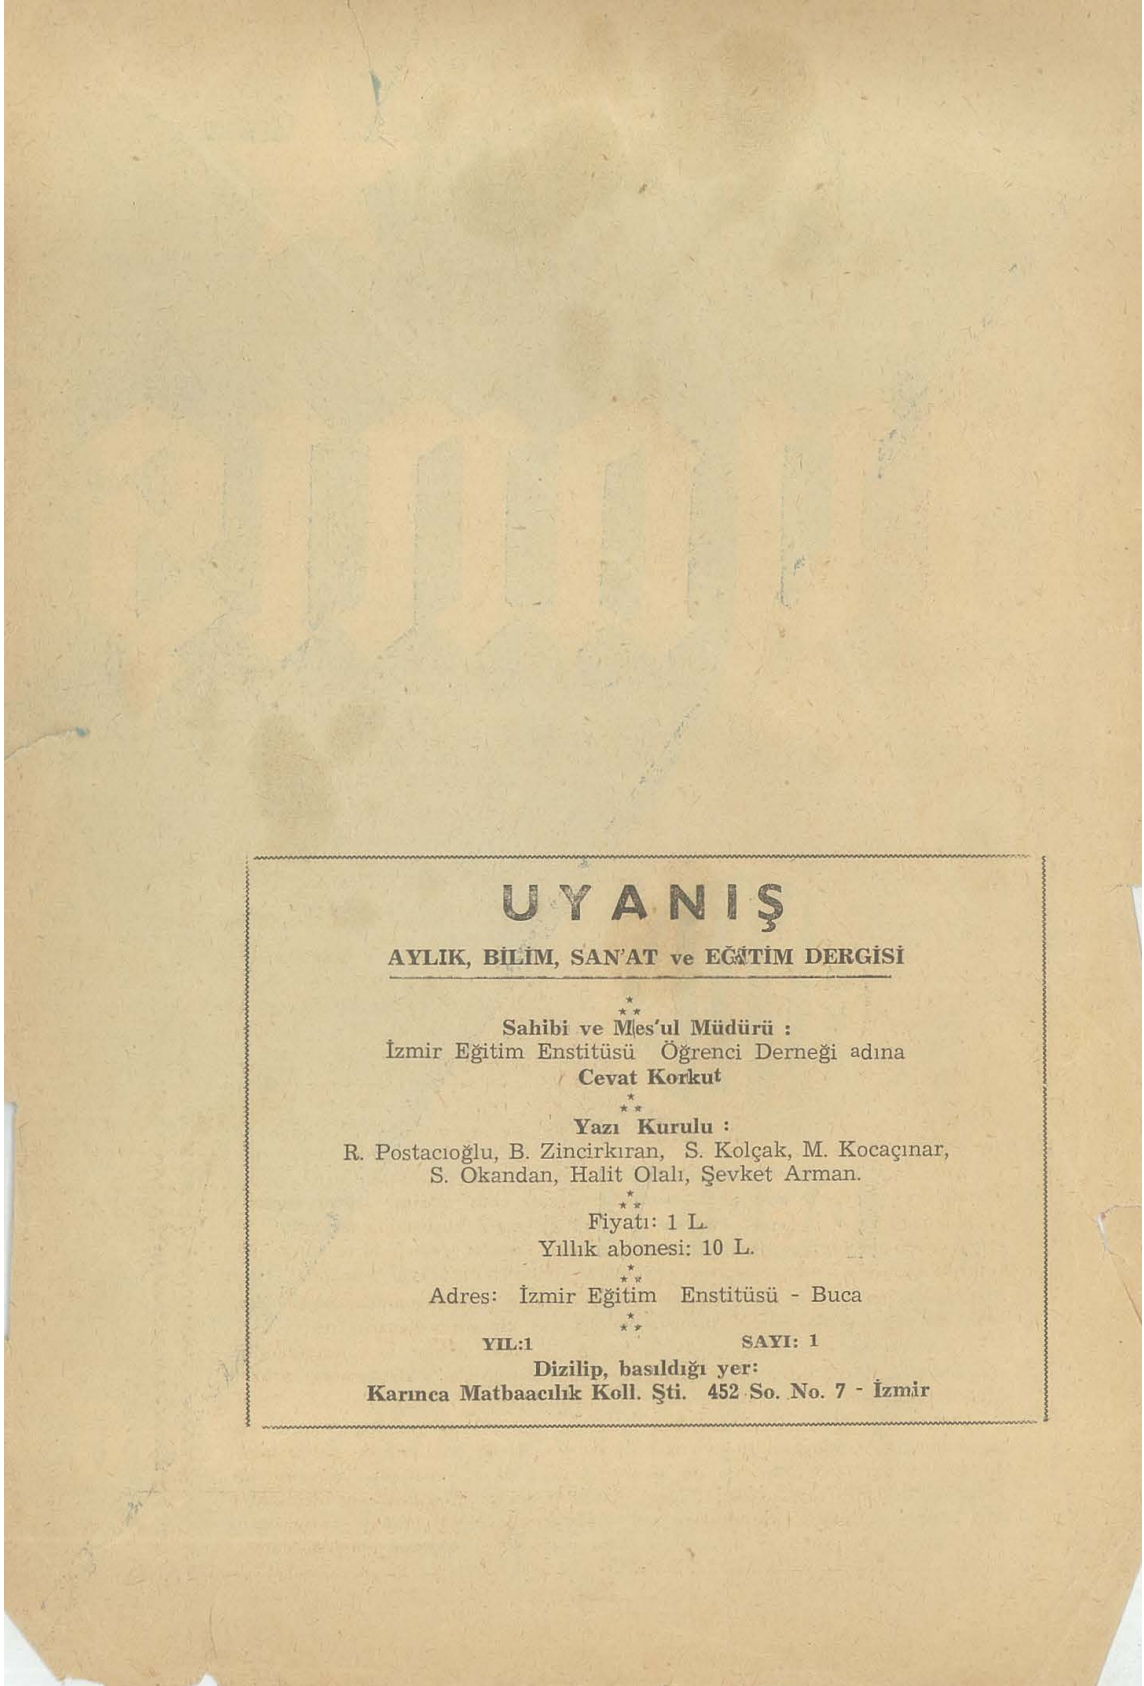 UYANIŞ
AYLIK, BİLİM, SAN'AT ve EĞİTİM DERGİSİ
Sahibi ve Mes'ul Müdürü :
İzmir Eğitim Enstitüsü Öğrenci Derneği adına
Cevat Korkut
Yazı Kurulu :
R. Postacıoğlu, B. Zincirkıran, S. Kolçak, M. Kocaçınar,
S. Okandan, Halit Olalı, Şevket Arman.
Fiyatı: 1 L.
Yıllık abonesi: 10 L.
Adres: İzmir Eğitim Enstitüsü - Buca
YIL:1 SAYI: 1
Dizilip, basıldığı yer:
Karınca Matbaacılık Koll. Şti. 452 So. No. 7 - İzmir